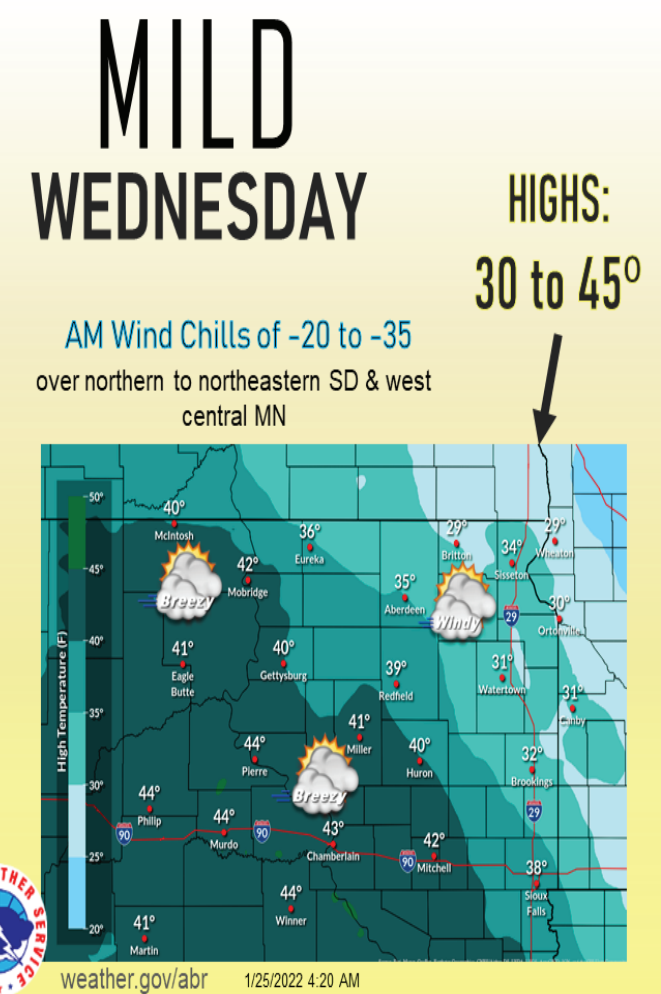 MILD
WEDNESDAY
HIGHS:
30 to 45°
AM Wind Chills of -20 to -35
over northern to northeastern SD & west
central MN
High Temperature (F)
50°
45°
40°
35°
30°
25°
20°
40°
McIntosh
36°
Eureka
29°
Britton
34°
Sisseton
29°
Wheaton
42°
Mobridge
Breezy
35°
Aberdeen
Windy
29
30°
Ortonville
41°
Eagle
Butte
40°
Gettysburg
39°
Redfield
31°
Watertown
31°
Canby
44°
Pierre
41°
Miller
40°
Huron
32°
Brookings
Breezy
44°
Philip
90
44°
Murdo
90
43°
Chamberlain
90
42°
Mitchell
29
38°
Sioux
Falls
44°
Winner
41°
Martin
THER SERVICE
weather.gov/abr
1/25/2022 4:20 AM